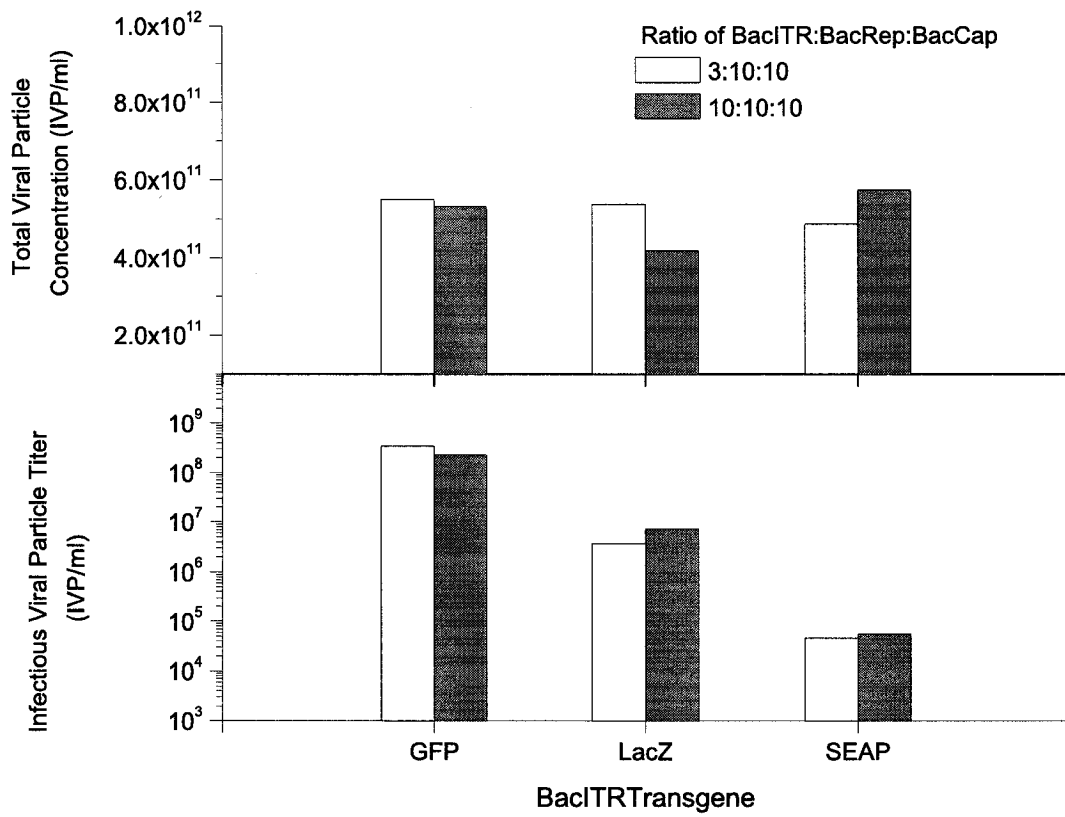 Ratio of BacITR:BacRep:BacCap
3:10:10
10:10:10
Total Viral Particle
Concentration (IVP/ml)
1.0x10¹²
8.0x10¹¹
6.0x10¹¹
4.0x10¹¹
2.0x10¹¹
Infectious Viral Particle Titer
(IVP/ml)
10⁹
10⁸
10⁷
10⁶
10⁵
10⁴
10³
GFP LacZ SEAP
BacITRTransgene